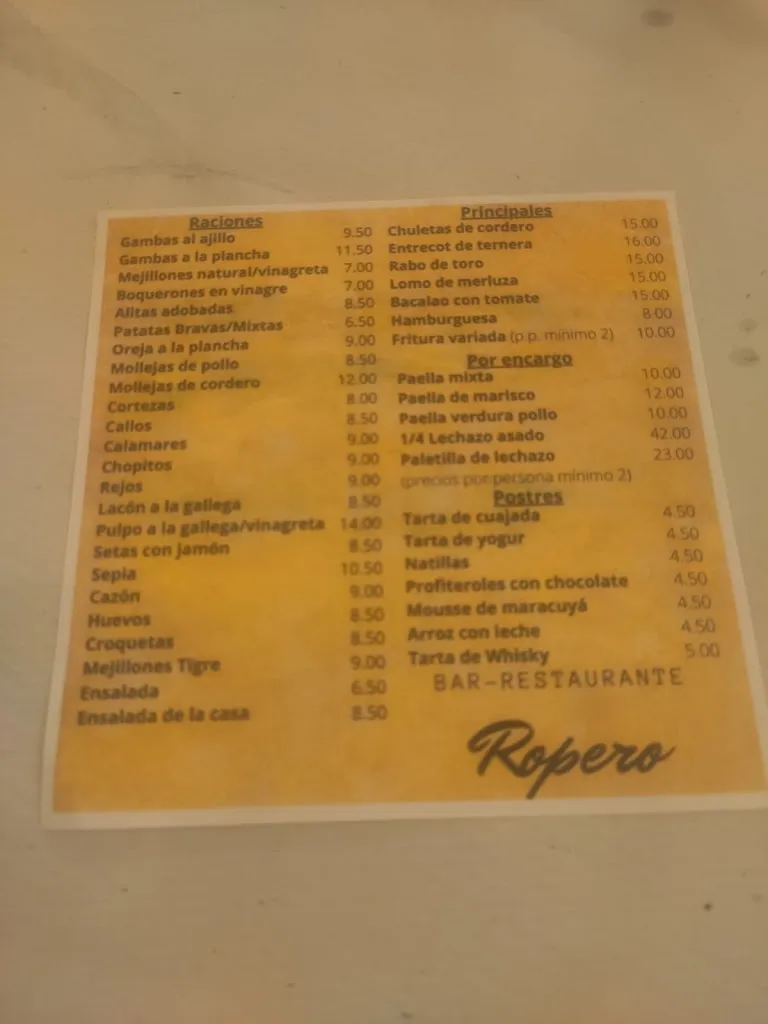 Raciones
Gambas al ajillo 9.50
Gambas a la plancha 11.50
Mejillones natural/vinagreta 7.00
Boquerones en vinagre 7.00
Alitas adobadas 8.50
Patatas Bravas/Mixtas 6.50
Oreja a la plancha 9.00
Mollejas de pollo 8.50
Mollejas de cordero 12.00
Cortezas 8.00
Callos 8.50
Calamares 9.00
Chopitos 9.00
Rejos 9.00
Lacón a la gallega 8.50
Pulpo a la gallega/vinagreta 14.00
Setas con jamón 8.50
Sepia 10.50
Cazón 9.00
Huevos 8.50
Croquetas 8.50
Mejillones Tigre 9.00
Ensalada 6.50
Ensalada de la casa 8.50
Principales
Chuletas de cordero 15.00
Entrecot de ternera 16.00
Rabo de toro 15.00
Lomo de merluza 15.00
Bacalao con tomate 15.00
Hamburguesa 8.00
Fritura variada (p.p. mínimo 2) 10.00
Por encargo
Paella mixta 10.00
Paella de marisco 12.00
Paella verdura pollo 10.00
1/4 Lechazo asado 42.00
Paletilla de lechazo 23.00
(precios por persona mínimo 2)
Postres
Tarta de cuajada 4.50
Tarta de yogur 4.50
Natillas 4.50
Profiteroles con chocolate 4.50
Mousse de maracuyá 4.50
Arroz con leche 4.50
Tarta de Whisky 5.00
BAR-RESTAURANTE
Ropero